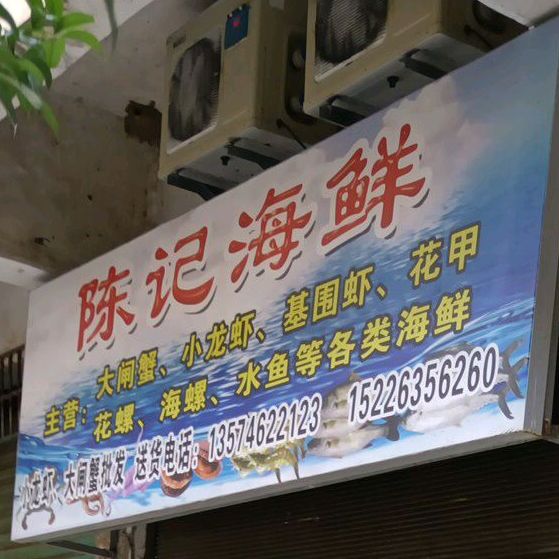 陈记海鲜
主营：大闸蟹、小龙虾、基围虾、花甲
花螺、海螺、水鱼等各类海鲜
小龙虾、大闸蟹批发 送货电话：13574622123 15226356260